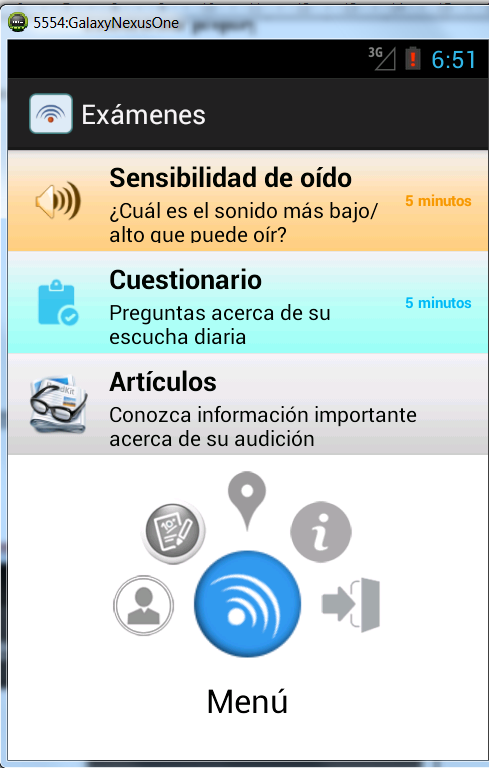 5554:GalaxyNexusOne
3G
6:51
Exámenes
Sensibilidad de oído
¿Cuál es el sonido más bajo/
alto que puede oír?
5 minutos
Cuestionario
Preguntas acerca de su
escucha diaria
5 minutos
Artículos
Conozca información importante
acerca de su audición
Menú